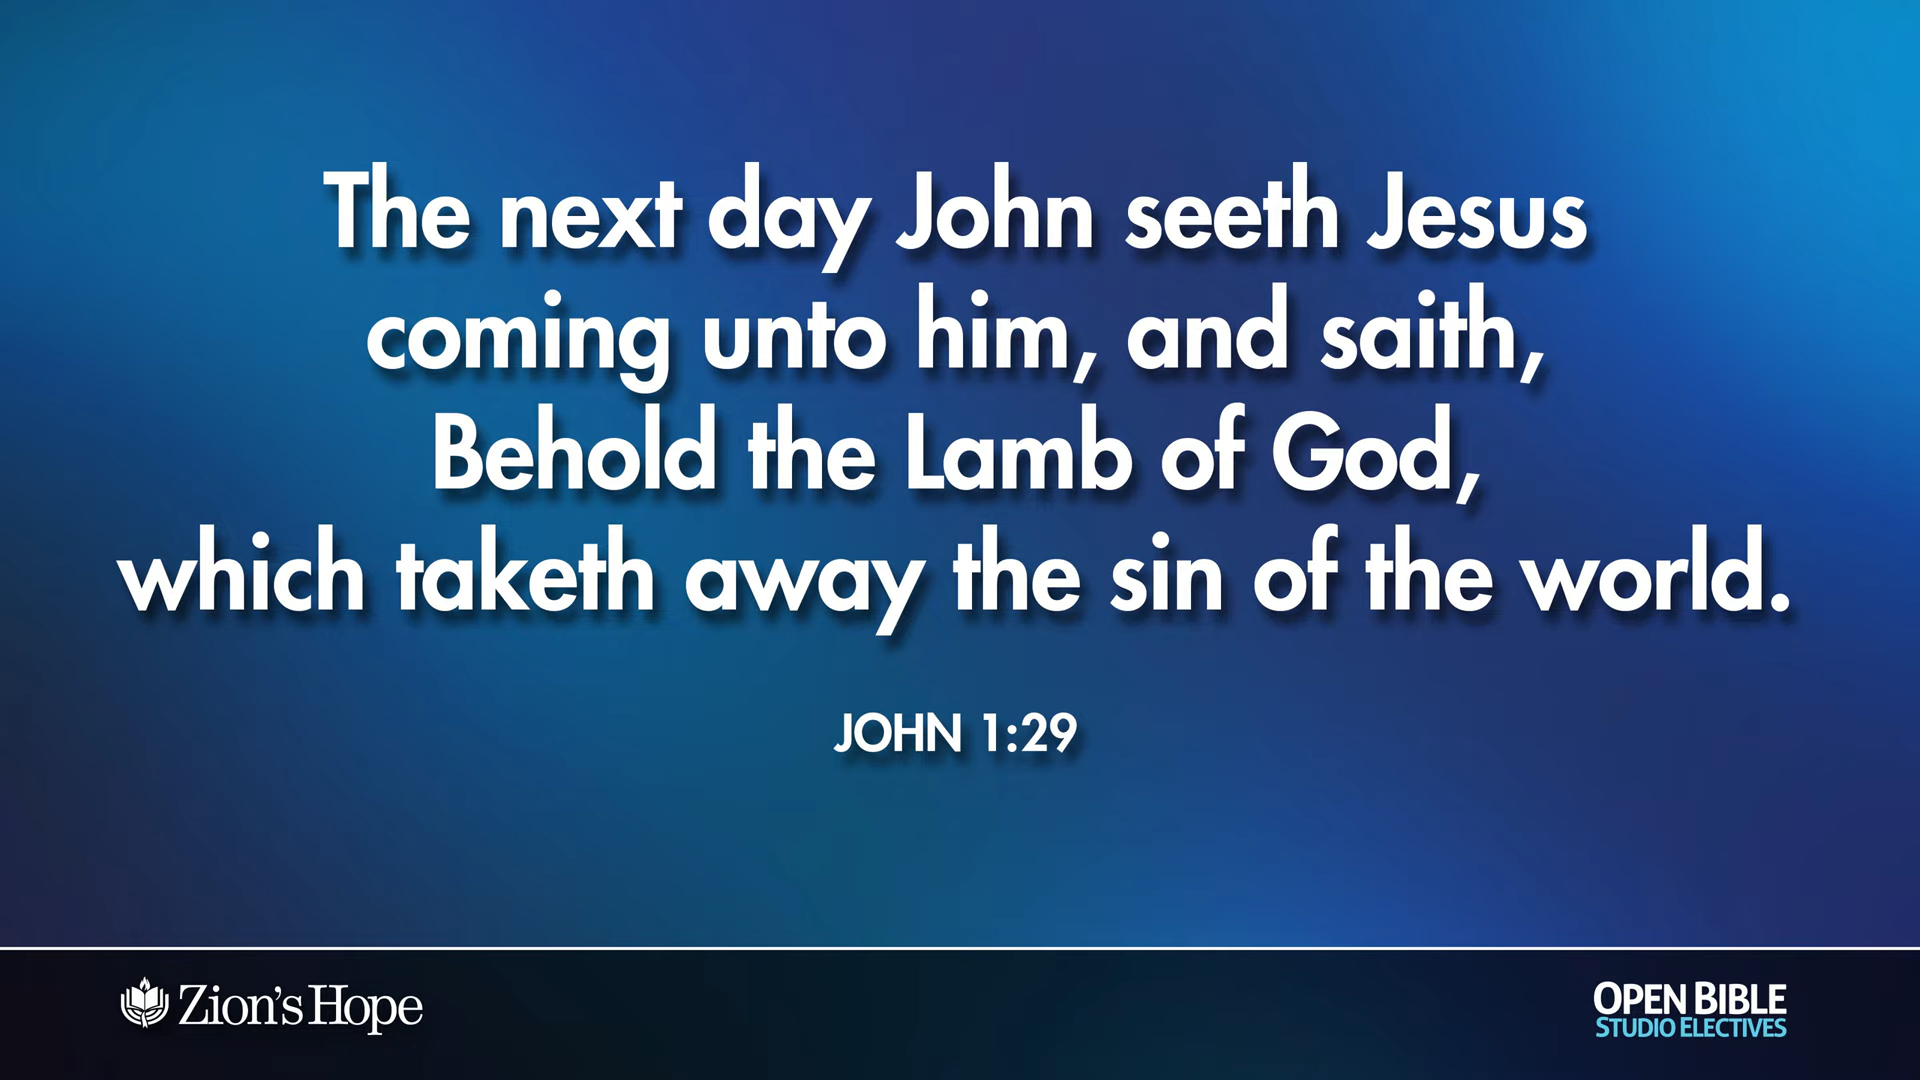 The next day John seeth Jesus
coming unto him, and saith,
Behold the Lamb of God,
which taketh away the sin of the world.
JOHN 1:29
Zion's Hope
OPEN BIBLE
STUDIO ELECTIVES